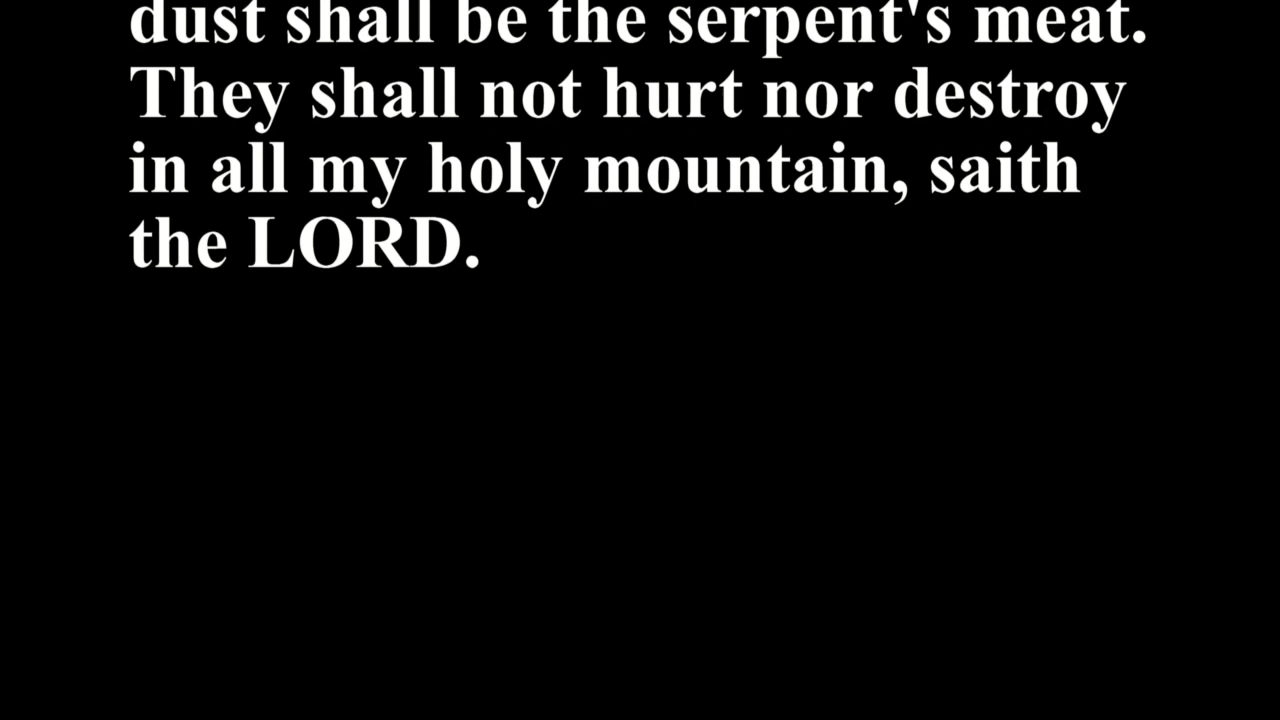 dust shall be the serpent's meat.
They shall not hurt nor destroy
in all my holy mountain, saith
the LORD.